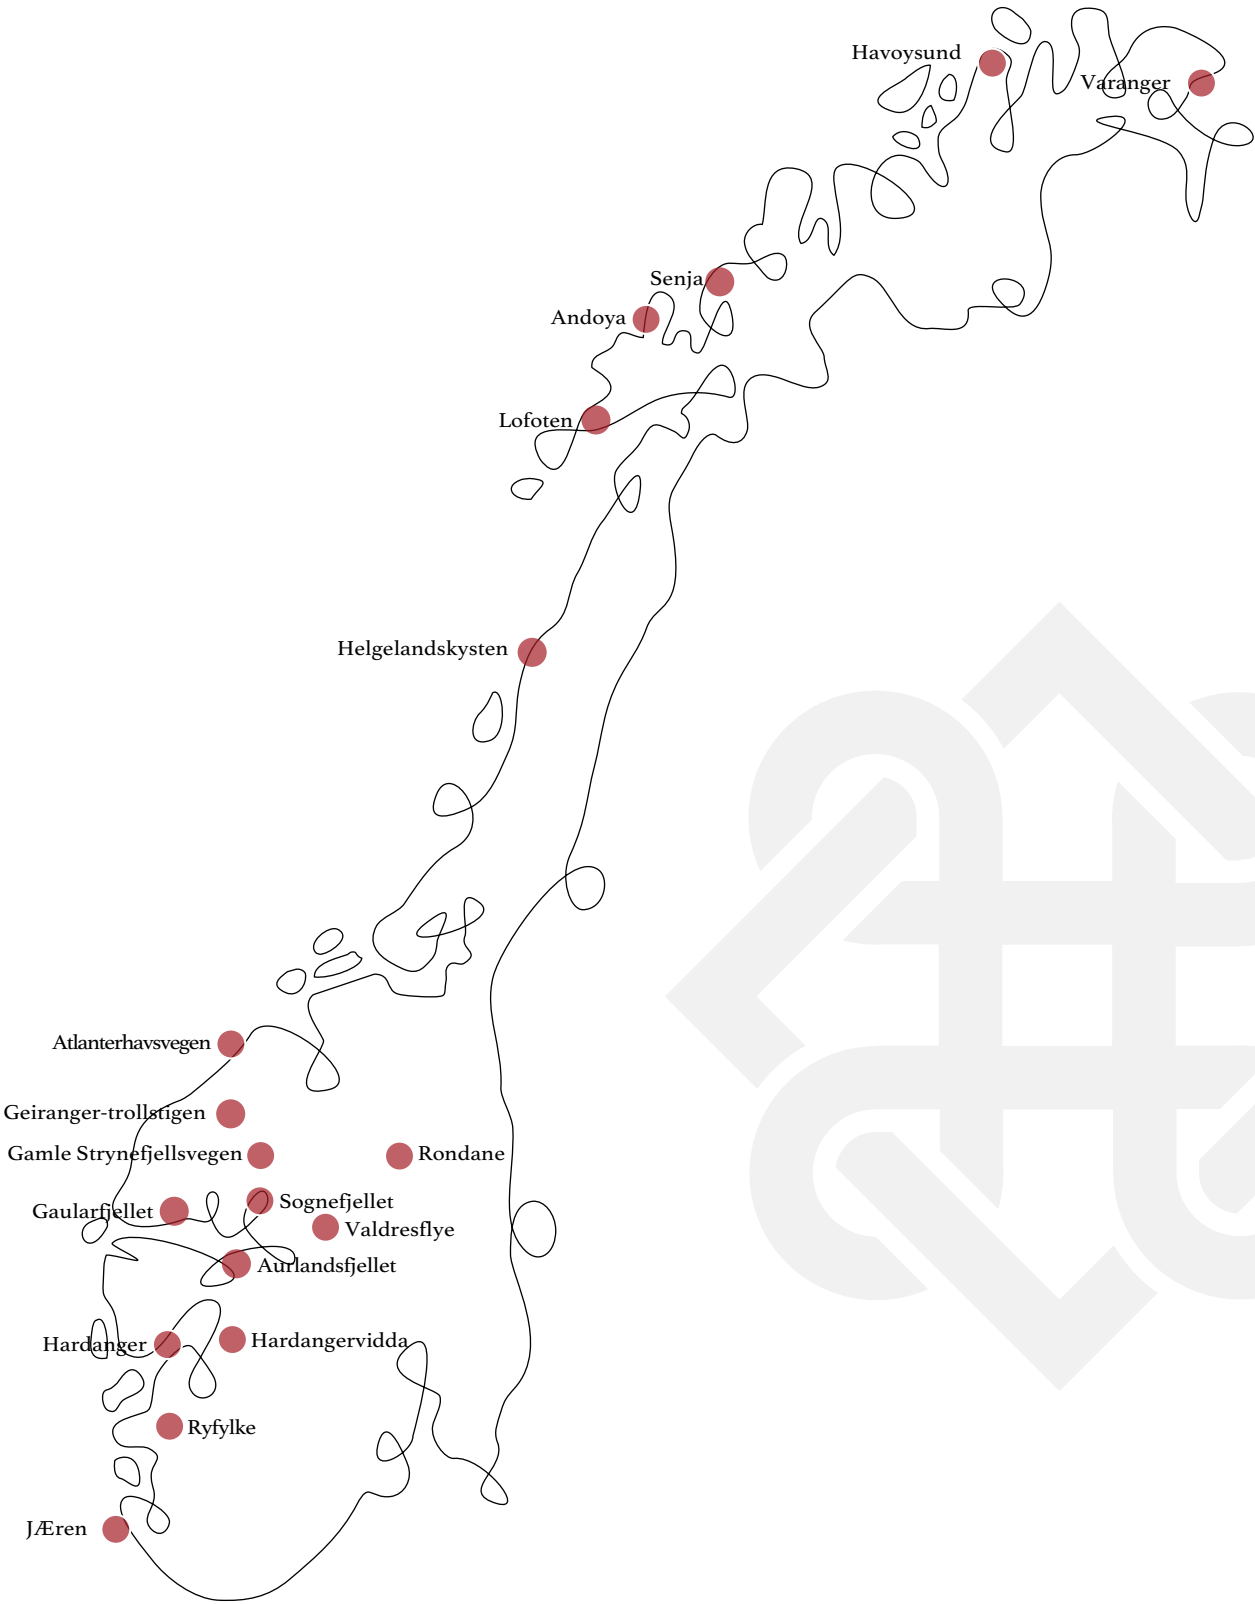 Havoysund
Varanger
Senja
Andoya
Lofoten
Helgelandskysten
Atlanterhavsvegen
Geiranger-trollstigen
Gamle Strynefjellsvegen
Rondane
Sognefjellet
Gaularfjellet
Valdresflye
Aurlandsfjellet
Hardanger
Hardangervidda
Ryfylke
JÆren